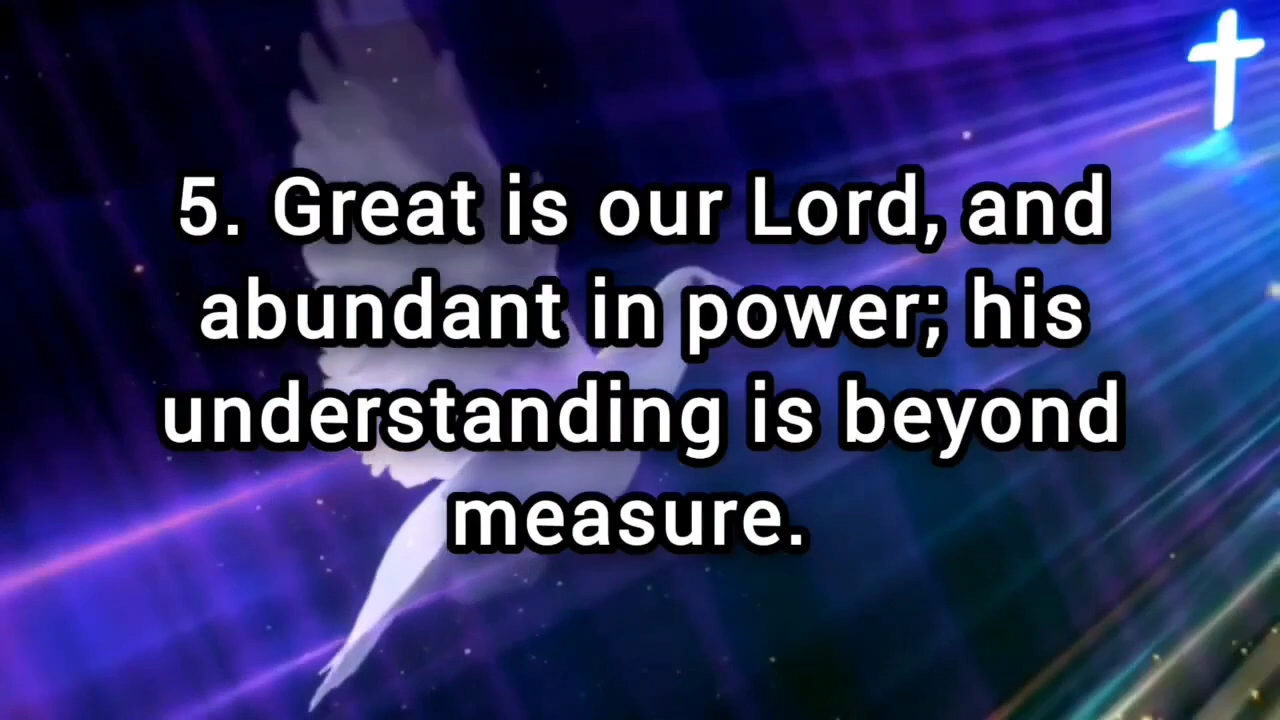 5. Great is our Lord, and
abundant in power; his
understanding is beyond
measure.